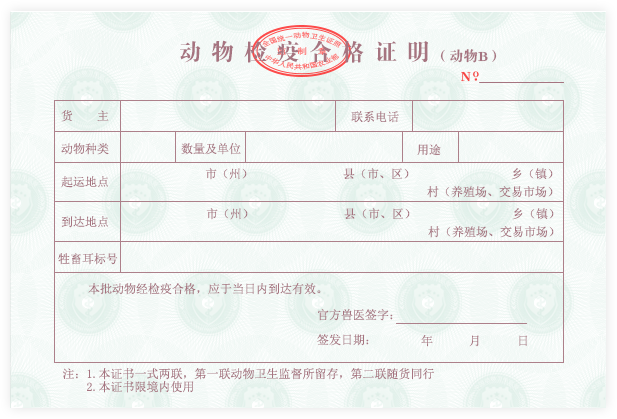 动物检疫合格证明（动物B）
全国统一动物卫生证照
中华人民共和国农业部
№
货　主　联系电话
动物种类　数量及单位　用途
起运地点　市（州）　县（市、区）　乡（镇）
村（养殖场、交易市场）
到达地点　市（州）　县（市、区）　乡（镇）
村（养殖场、交易市场）
牲畜耳标号
本批动物经检疫合格，应于当日内到达有效。
官方兽医签字：
签发日期：　年　月　日
注：1.本证书一式两联，第一联动物卫生监督所留存，第二联随货同行
2.本证书限境内使用